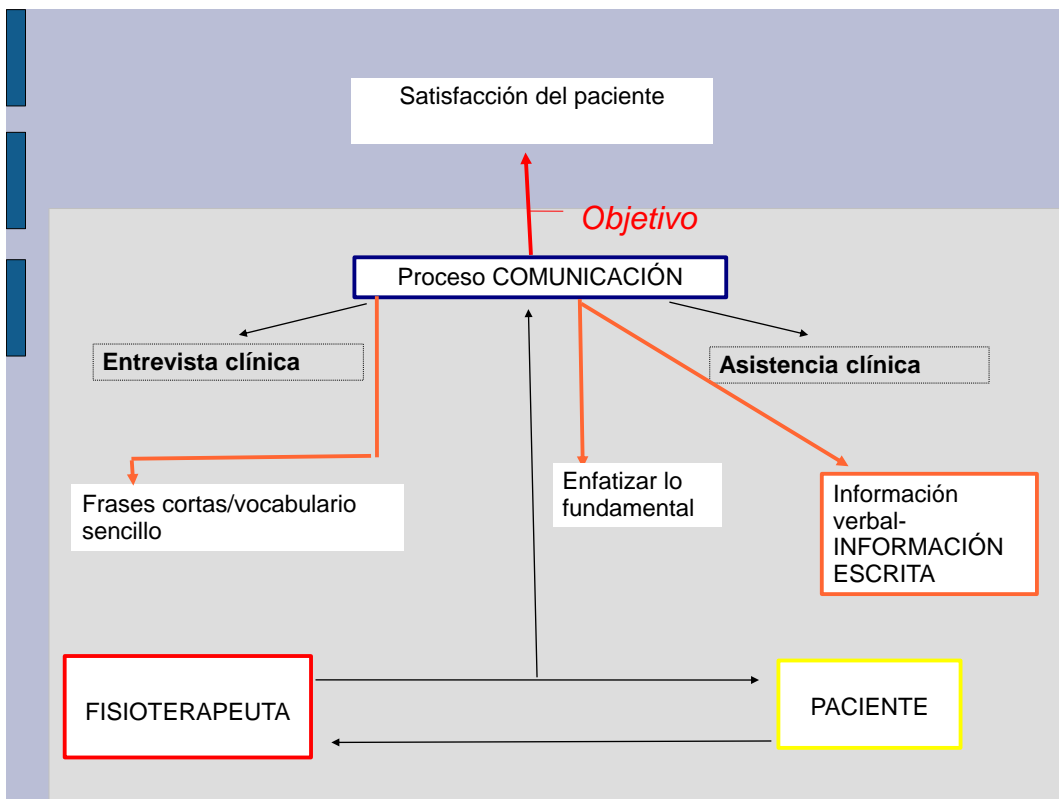 Satisfacción del paciente
Objetivo
Proceso COMUNICACIÓN
Entrevista clínica
Asistencia clínica
Frases cortas/vocabulario
sencillo
Enfatizar lo
fundamental
Información
verbal-
INFORMACIÓN
ESCRITA
FISIOTERAPEUTA
PACIENTE